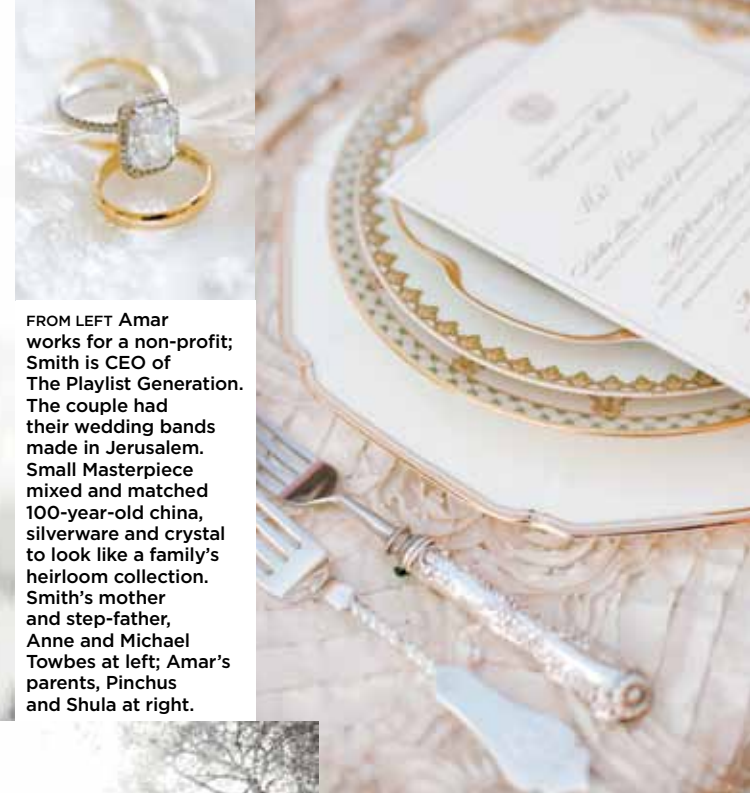 FROM LEFT Amar
works for a non-profit;
Smith is CEO of
The Playlist Generation.
The couple had
their wedding bands
made in Jerusalem.
Small Masterpiece
mixed and matched
100-year-old china,
silverware and crystal
to look like a family’s
heirloom collection.
Smith’s mother
and step-father,
Anne and Michael
Towbes at left; Amar’s
parents, Pinchus
and Shula at right.